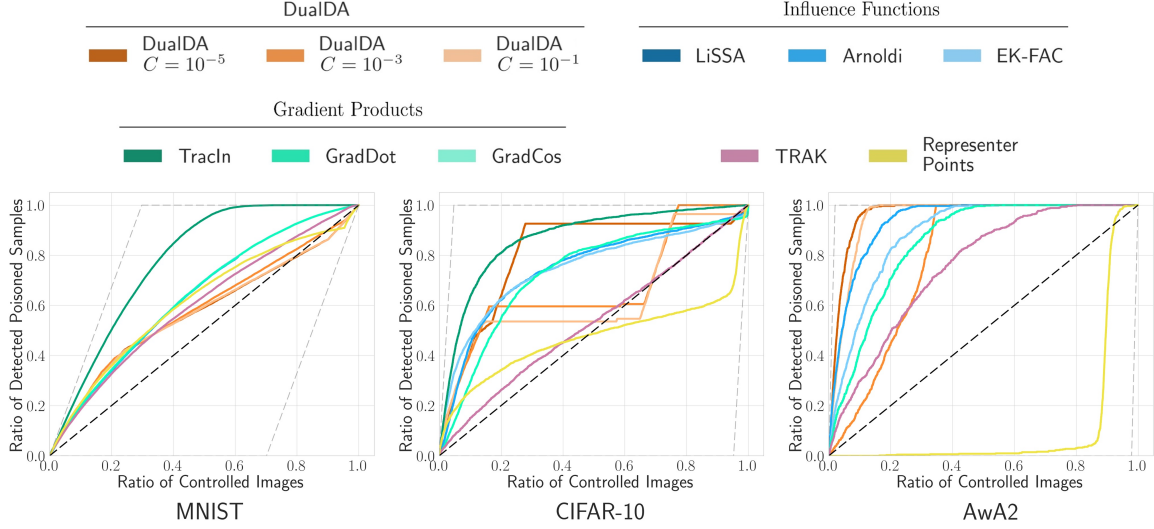 DualDA
Influence Functions
DualDA
C = 10⁻⁵
DualDA
C = 10⁻³
DualDA
C = 10⁻¹
LiSSA
Arnoldi
EK-FAC
Gradient Products
TracIn
GradDot
GradCos
TRAK
Representer
Points
Ratio of Detected Poisoned Samples
1.0
0.8
0.6
0.4
0.2
0.0
0.0 0.2 0.4 0.6 0.8 1.0
Ratio of Controlled Images
MNIST
Ratio of Detected Poisoned Samples
1.0
0.8
0.6
0.4
0.2
0.0
0.0 0.2 0.4 0.6 0.8 1.0
Ratio of Controlled Images
CIFAR-10
Ratio of Detected Poisoned Samples
1.0
0.8
0.6
0.4
0.2
0.0
0.0 0.2 0.4 0.6 0.8 1.0
Ratio of Controlled Images
AwA2